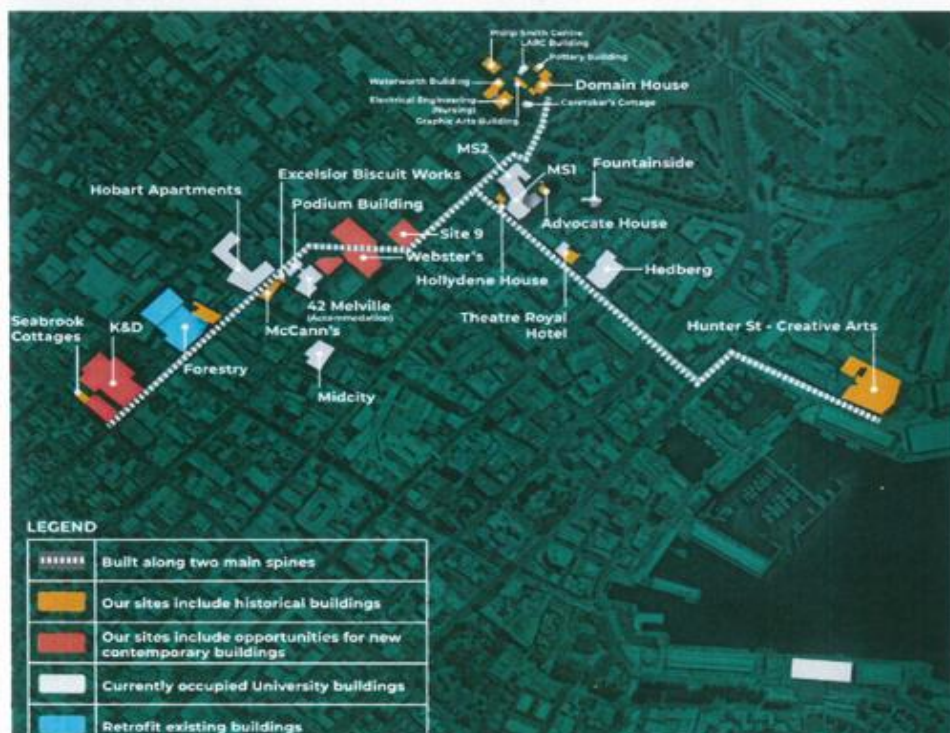 Philip Smith Centre
LARC Building
Pottery Building
Waterworth Building
Domain House
Electrical Engineering
(Nursing)
Caretaker's Cottage
Graphic Arts Building
MS2
MS1
Fountainside
Excelsior Biscuit Works
Hobart Apartments
Podium Building
Advocate House
Site 9
Webster's
Hollydene House
Hedberg
42 Melville
(Accommodation)
Theatre Royal
Hotel
McCann's
Seabrook
Cottages
K&D
Forestry
Midcity
Hunter St - Creative Arts
LEGEND
Built along two main spines
Our sites include historical buildings
Our sites include opportunities for new
contemporary buildings
Currently occupied University buildings
Retrofit existing buildings